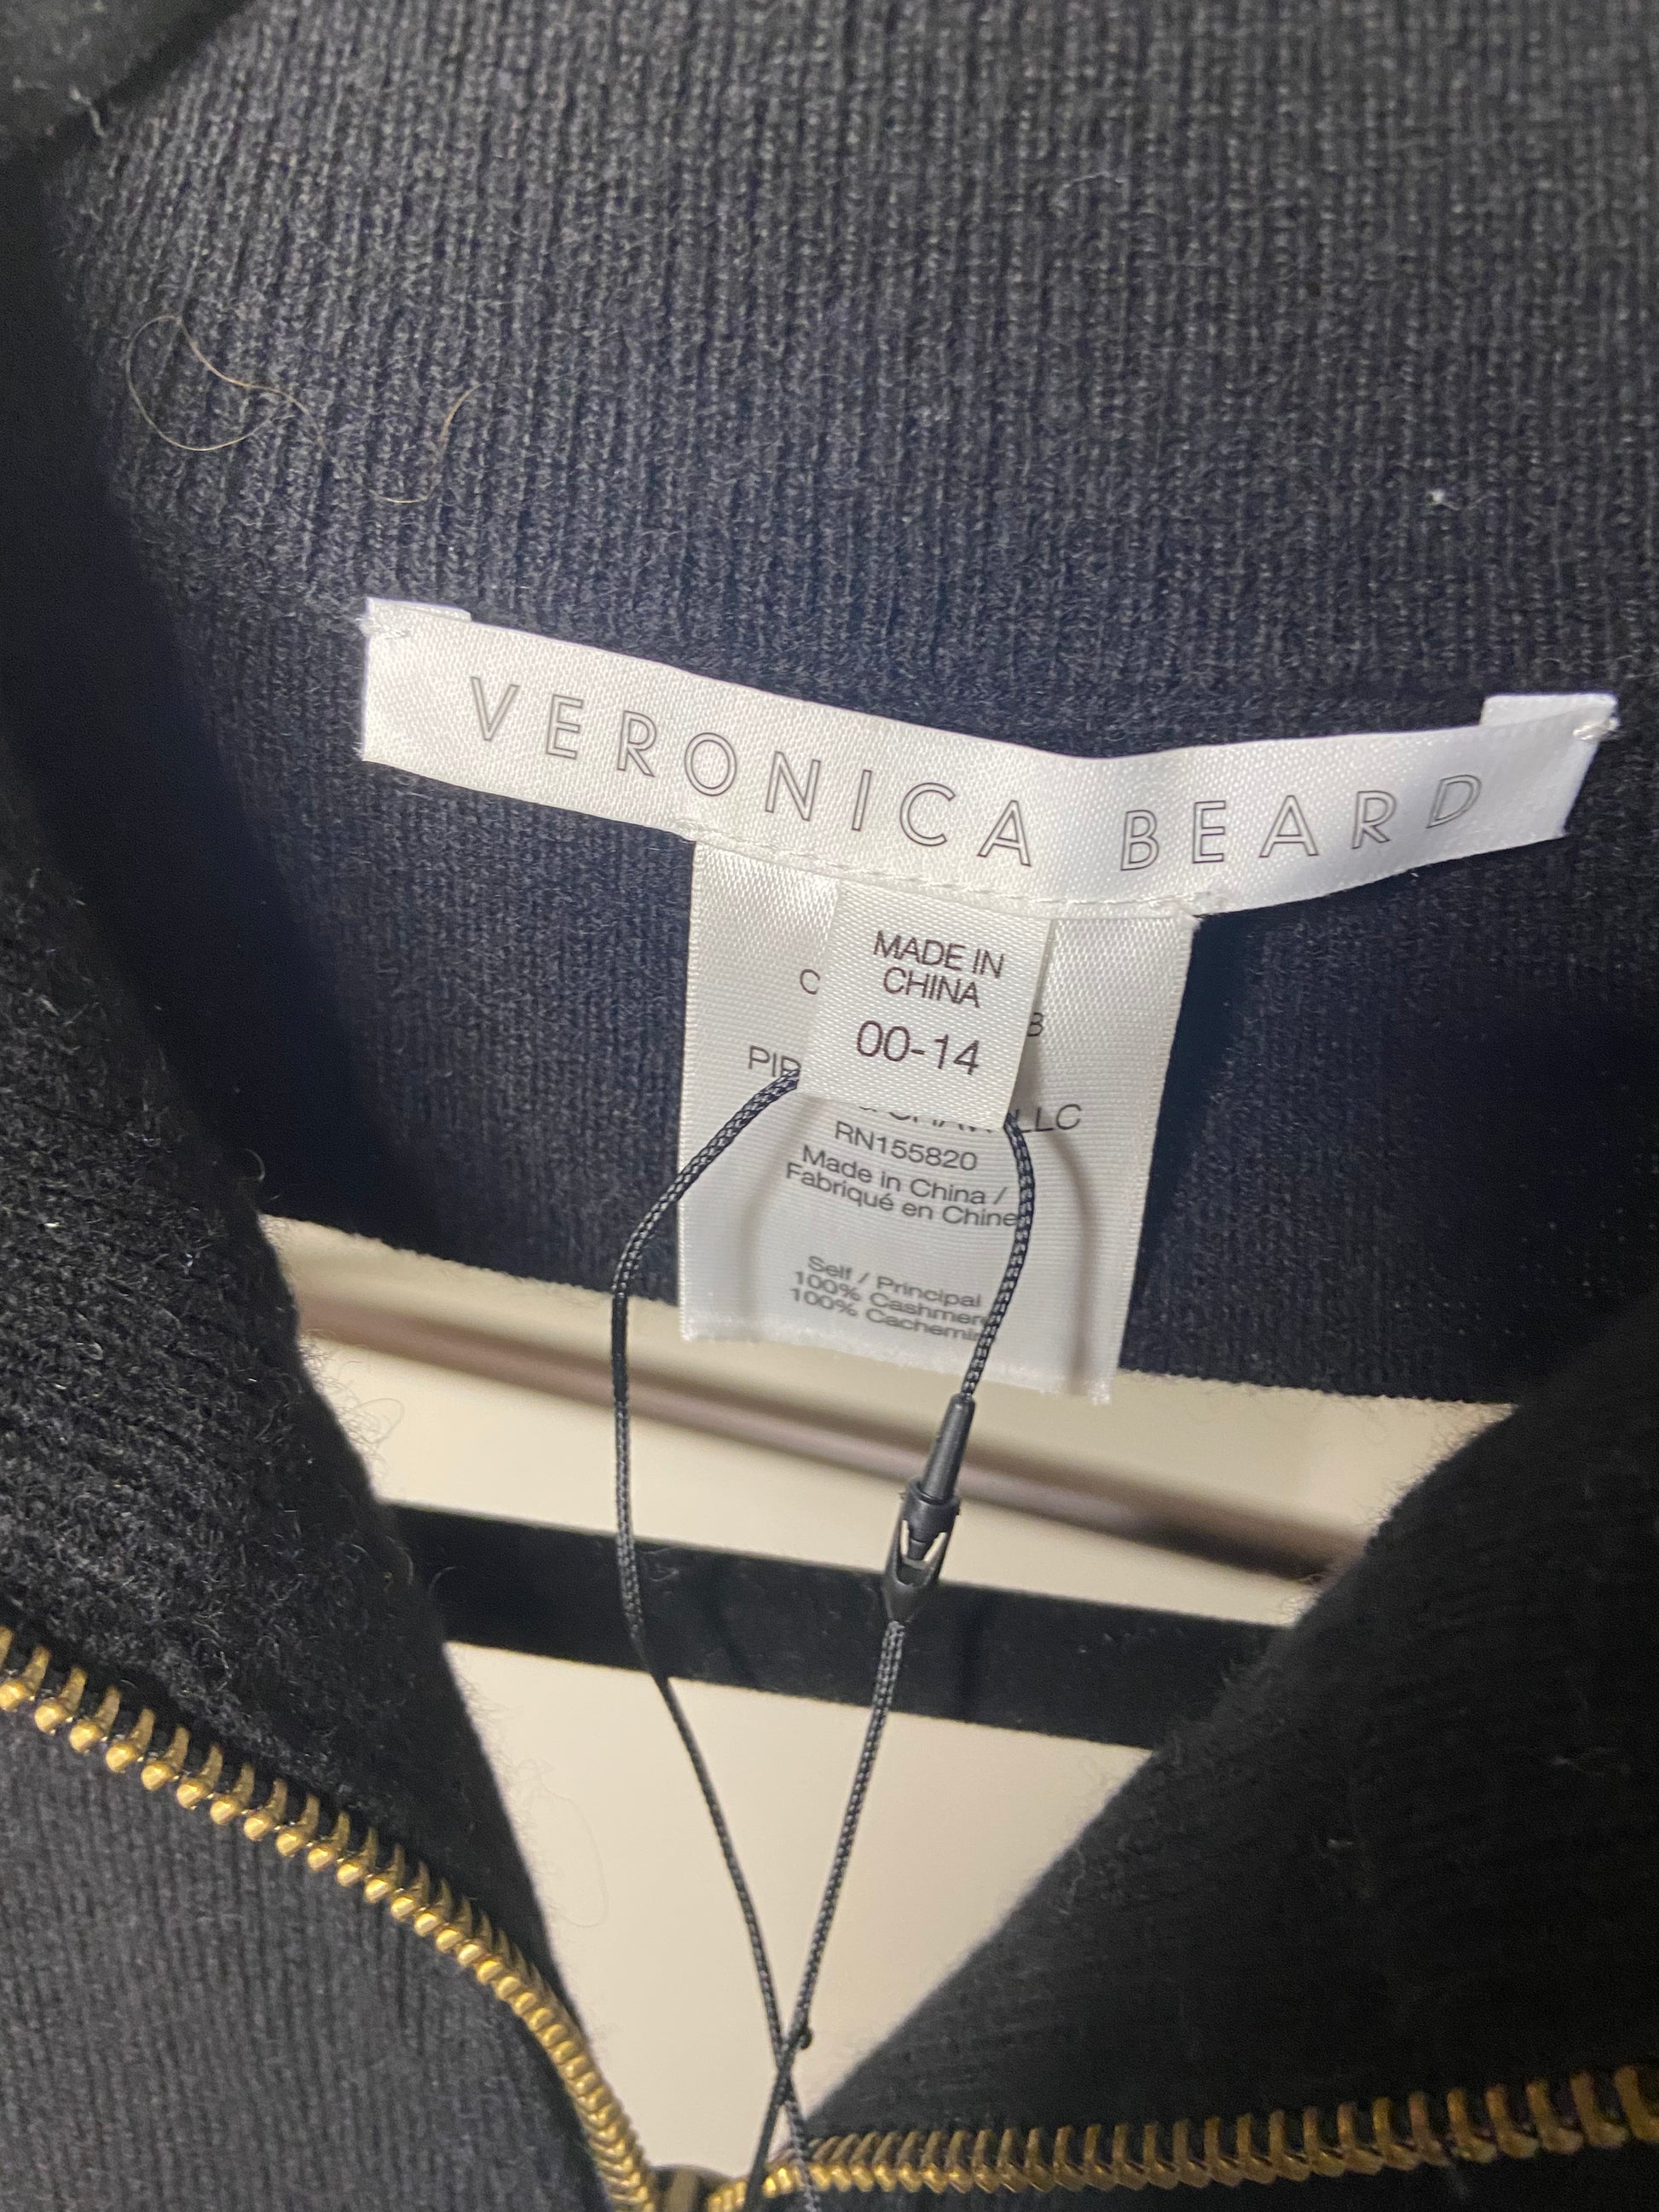 VERONICA BEARD
MADE IN
CHINA
00-14
LLC
RN155820
Made in China /
Fabriqué en Chine
Self / Principal
100% Cashmere
100%